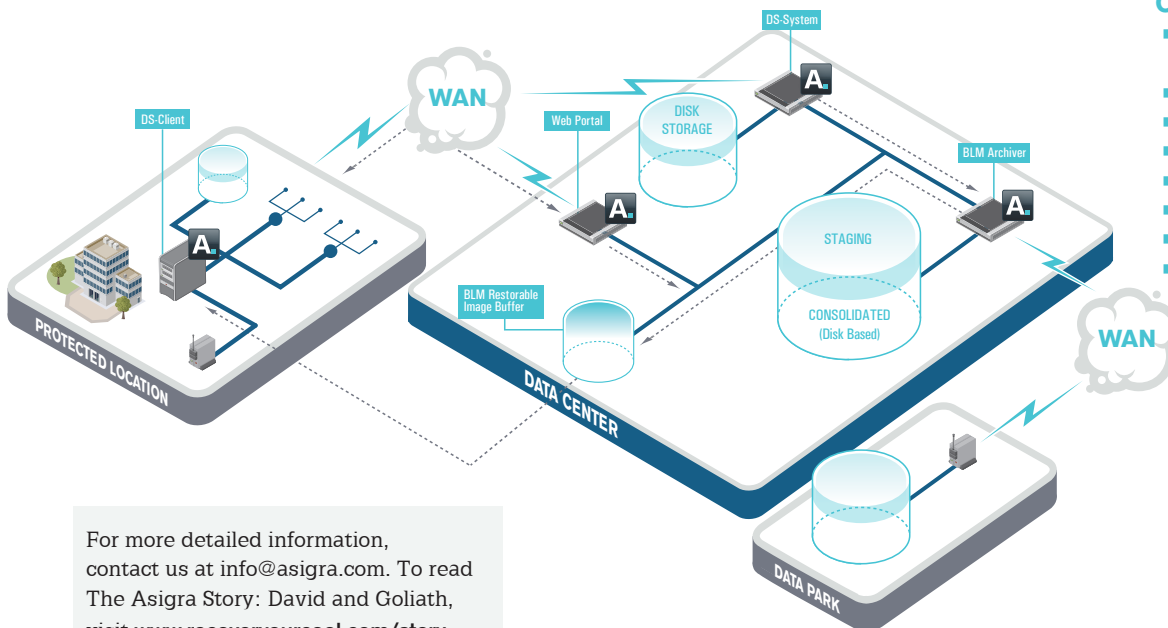 DS-System
WAN
DISK
STORAGE
A.
DS-Client
Web Portal
BLM Archiver
A.
A.
A.
STAGING
BLM Restorable
Image Buffer
CONSOLIDATED
(Disk Based)
WAN
PROTECTED LOCATION
DATA CENTER
DATA PARK
For more detailed information,
contact us at info@asigra.com. To read
The Asigra Story: David and Goliath,